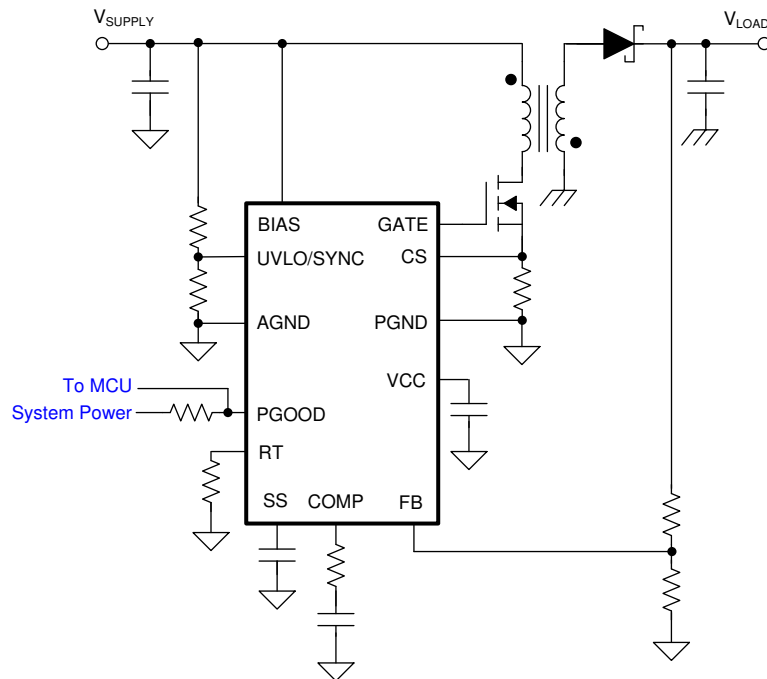 VSUPPLY
VLOAD
BIAS
GATE
UVLO/SYNC
CS
AGND
PGND
VCC
To MCU
System Power
PGOOD
RT
SS
COMP
FB